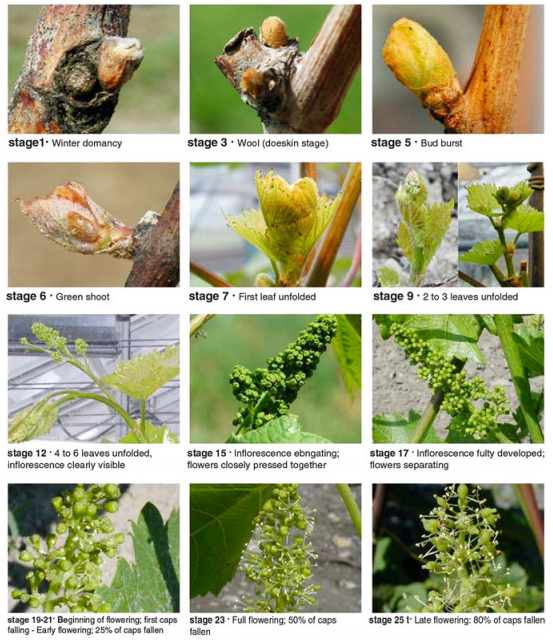 stage1· Winter domancy
stage 3 · Wool (doeskin stage)
stage 5 · Bud burst
stage 6 · Green shoot
stage 7 · First leaf unfolded
stage 9 · 2 to 3 leaves unfolded
stage 12 · 4 to 6 leaves unfolded,
inflorescence clearly visible
stage 15 · Inflorescence ebngating;
flowers closely pressed together
stage 17 · Inflorescence fulty developed;
flowers separating
stage 19-21· Beginning of flowering; first caps
falling - Early flowering; 25% of caps fallen
stage 23 · Full flowering; 50% of caps
fallen
stage 25 t· Late flowering: 80% of caps fallen